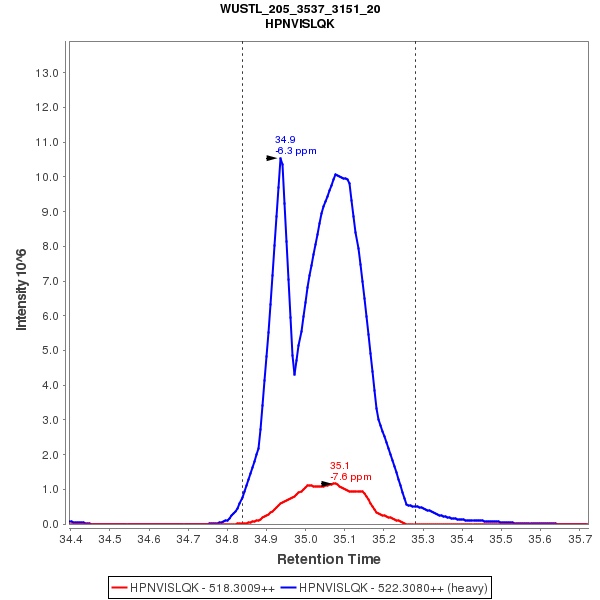 WUSTL_205_3537_3151_20
HPNVISLQK
Intensity 10^6
13.0
12.0
11.0
10.0
9.0
8.0
7.0
6.0
5.0
4.0
3.0
2.0
1.0
0.0
34.9
-6.3 ppm
35.1
-7.6 ppm
34.4 34.5 34.6 34.7 34.8 34.9 35.0 35.1 35.2 35.3 35.4 35.5 35.6 35.7
Retention Time
HPNVISLQK - 518.3009++ HPNVISLQK - 522.3080++ (heavy)